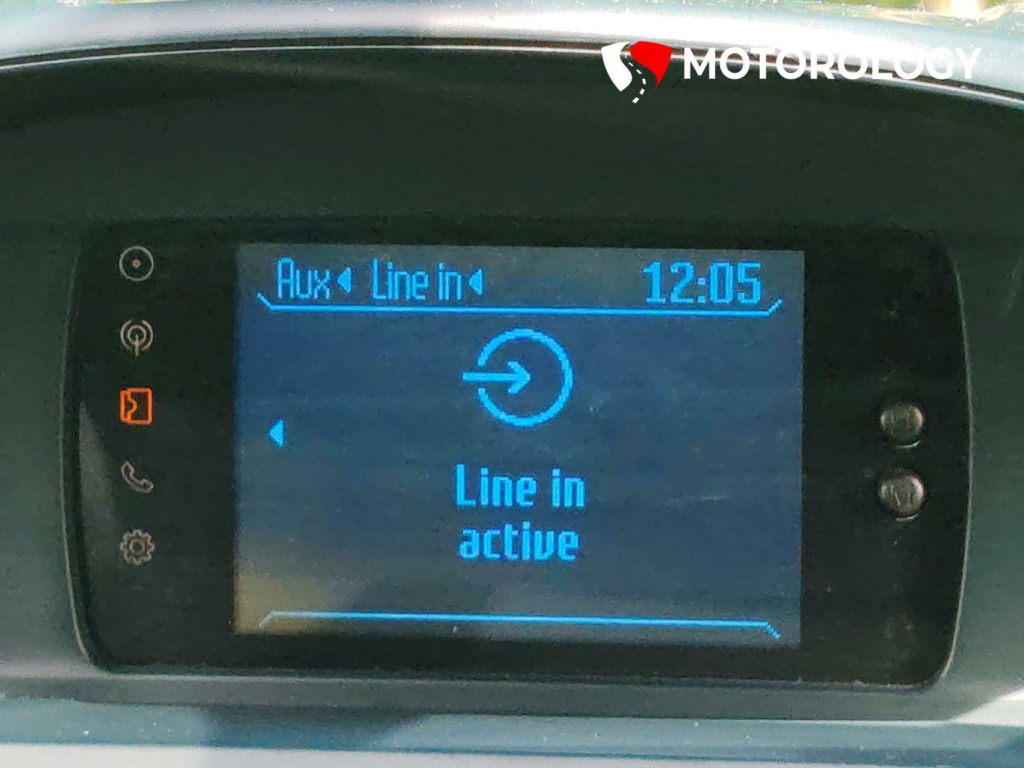 MOTOROLOGY
Aux Line in 12:05
Line in
active